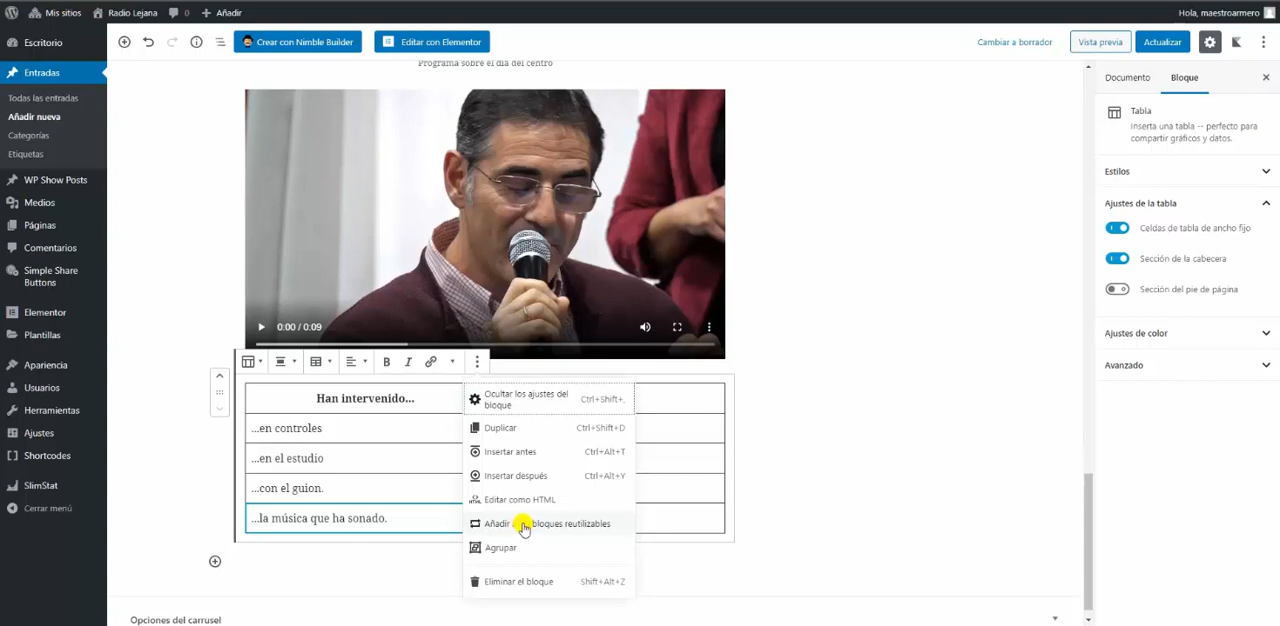 Mis sitios
Radio Lejana
0
Añadir
Hola, maestroarmero
Escritorio
Entradas
Todas las entradas
Añadir nueva
Categorías
Etiquetas
WP Show Posts
Medios
Páginas
Comentarios
Simple Share
Buttons
Elementor
Plantillas
Apariencia
Usuarios
Herramientas
Ajustes
Shortcodes
SlimStat
Cerrar menú
Crear con Nimble Builder
Editar con Elementor
Cambiar a borrador
Vista previa
Actualizar
Programa sobre el día del centro
0:00 / 0:09
B I
Han intervenido...
...en controles
...en el estudio
...con el guion.
...la música que ha sonado.
Ocultar los ajustes del
bloque
Ctrl+Shift+,
Duplicar
Ctrl+Shift+D
Insertar antes
Ctrl+Alt+T
Insertar después
Ctrl+Alt+Y
Editar como HTML
Añadir a bloques reutilizables
Agrupar
Eliminar el bloque
Shift+Alt+Z
Opciones del carrusel
Documento
Bloque
Tabla
Inserta una tabla -- perfecto para
compartir gráficos y datos.
Estilos
Ajustes de la tabla
Celdas de tabla de ancho fijo
Sección de la cabecera
Sección del pie de página
Ajustes de color
Avanzado